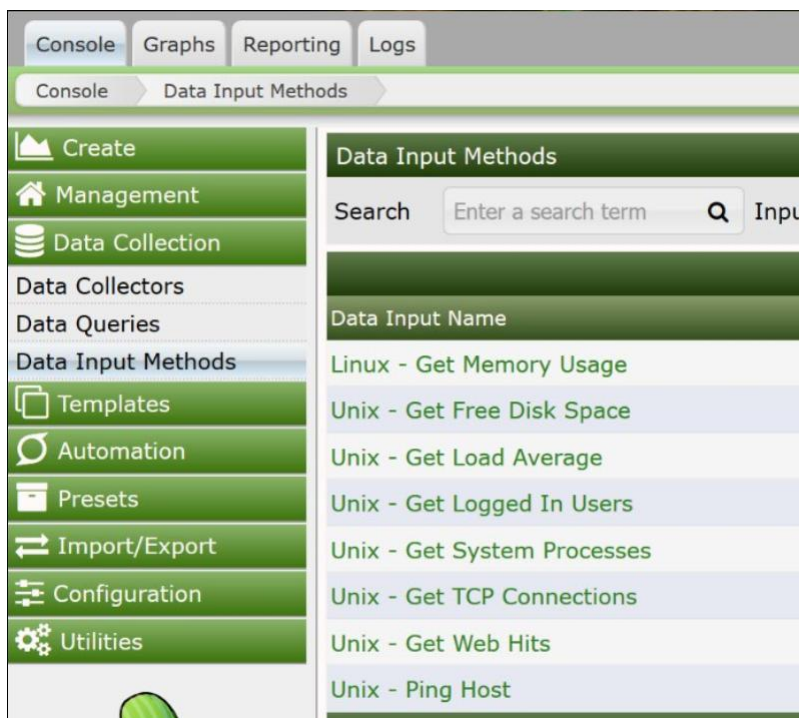 Console Graphs Reporting Logs
Console Data Input Methods
Create
Management
Data Collection
Data Collectors
Data Queries
Data Input Methods
Templates
Automation
Presets
Import/Export
Configuration
Utilities
Data Input Methods
Search Enter a search term
Data Input Name
Linux - Get Memory Usage
Unix - Get Free Disk Space
Unix - Get Load Average
Unix - Get Logged In Users
Unix - Get System Processes
Unix - Get TCP Connections
Unix - Get Web Hits
Unix - Ping Host